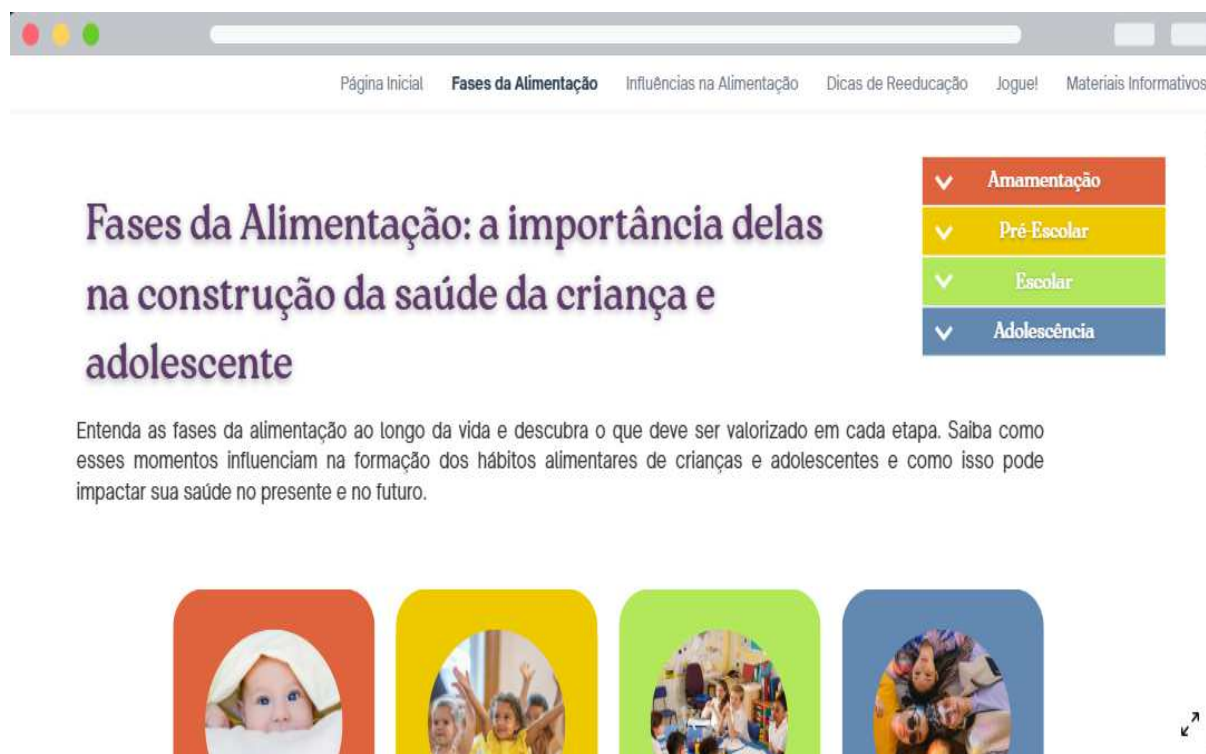 Página Inicial Fases da Alimentação Influências na Alimentação Dicas de Reeducação Jogue! Materiais Informativos
Amamentação
Pré-Escolar
Escolar
Adolescência
Fases da Alimentação: a importância delas
na construção da saúde da criança e
adolescente
Entenda as fases da alimentação ao longo da vida e descubra o que deve ser valorizado em cada etapa. Saiba como
esses momentos influenciam na formação dos hábitos alimentares de crianças e adolescentes e como isso pode
impactar sua saúde no presente e no futuro.